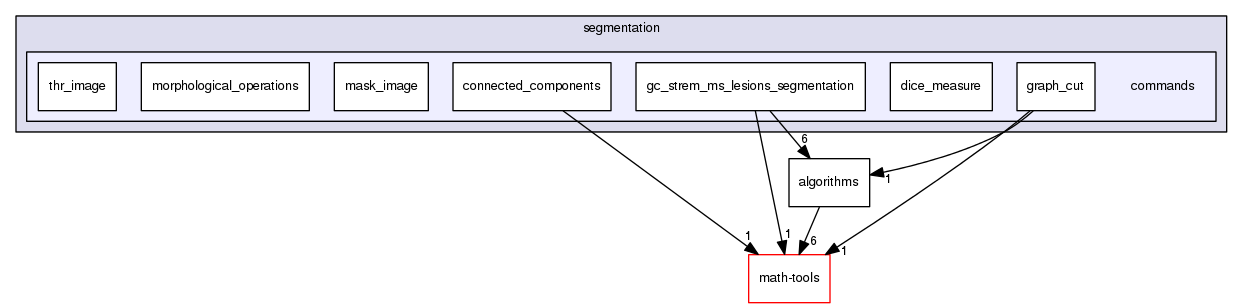 segmentation
thr_image
morphological_operations
mask_image
connected_components
gc_strem_ms_lesions_segmentation
dice_measure
graph_cut
commands
6
algorithms
1
1
1
6
1
math-tools